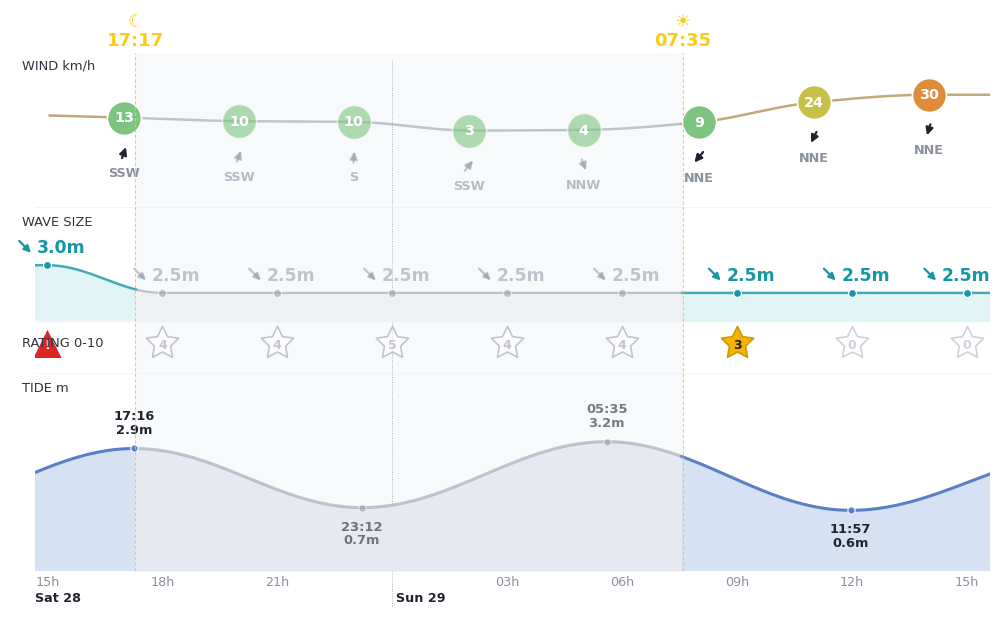 17:17 07:35
WIND km/h
13 10 10 3 4 9 24 30
SSW SSW S SSW NNW NNE NNE NNE
WAVE SIZE
3.0m 2.5m 2.5m 2.5m 2.5m 2.5m 2.5m 2.5m 2.5m
RATING 0-10
! 4 4 5 4 4 3 0 0
TIDE m
17:16
2.9m
05:35
3.2m
23:12
0.7m
11:57
0.6m
15h 18h 21h 03h 06h 09h 12h 15h
Sat 28 Sun 29